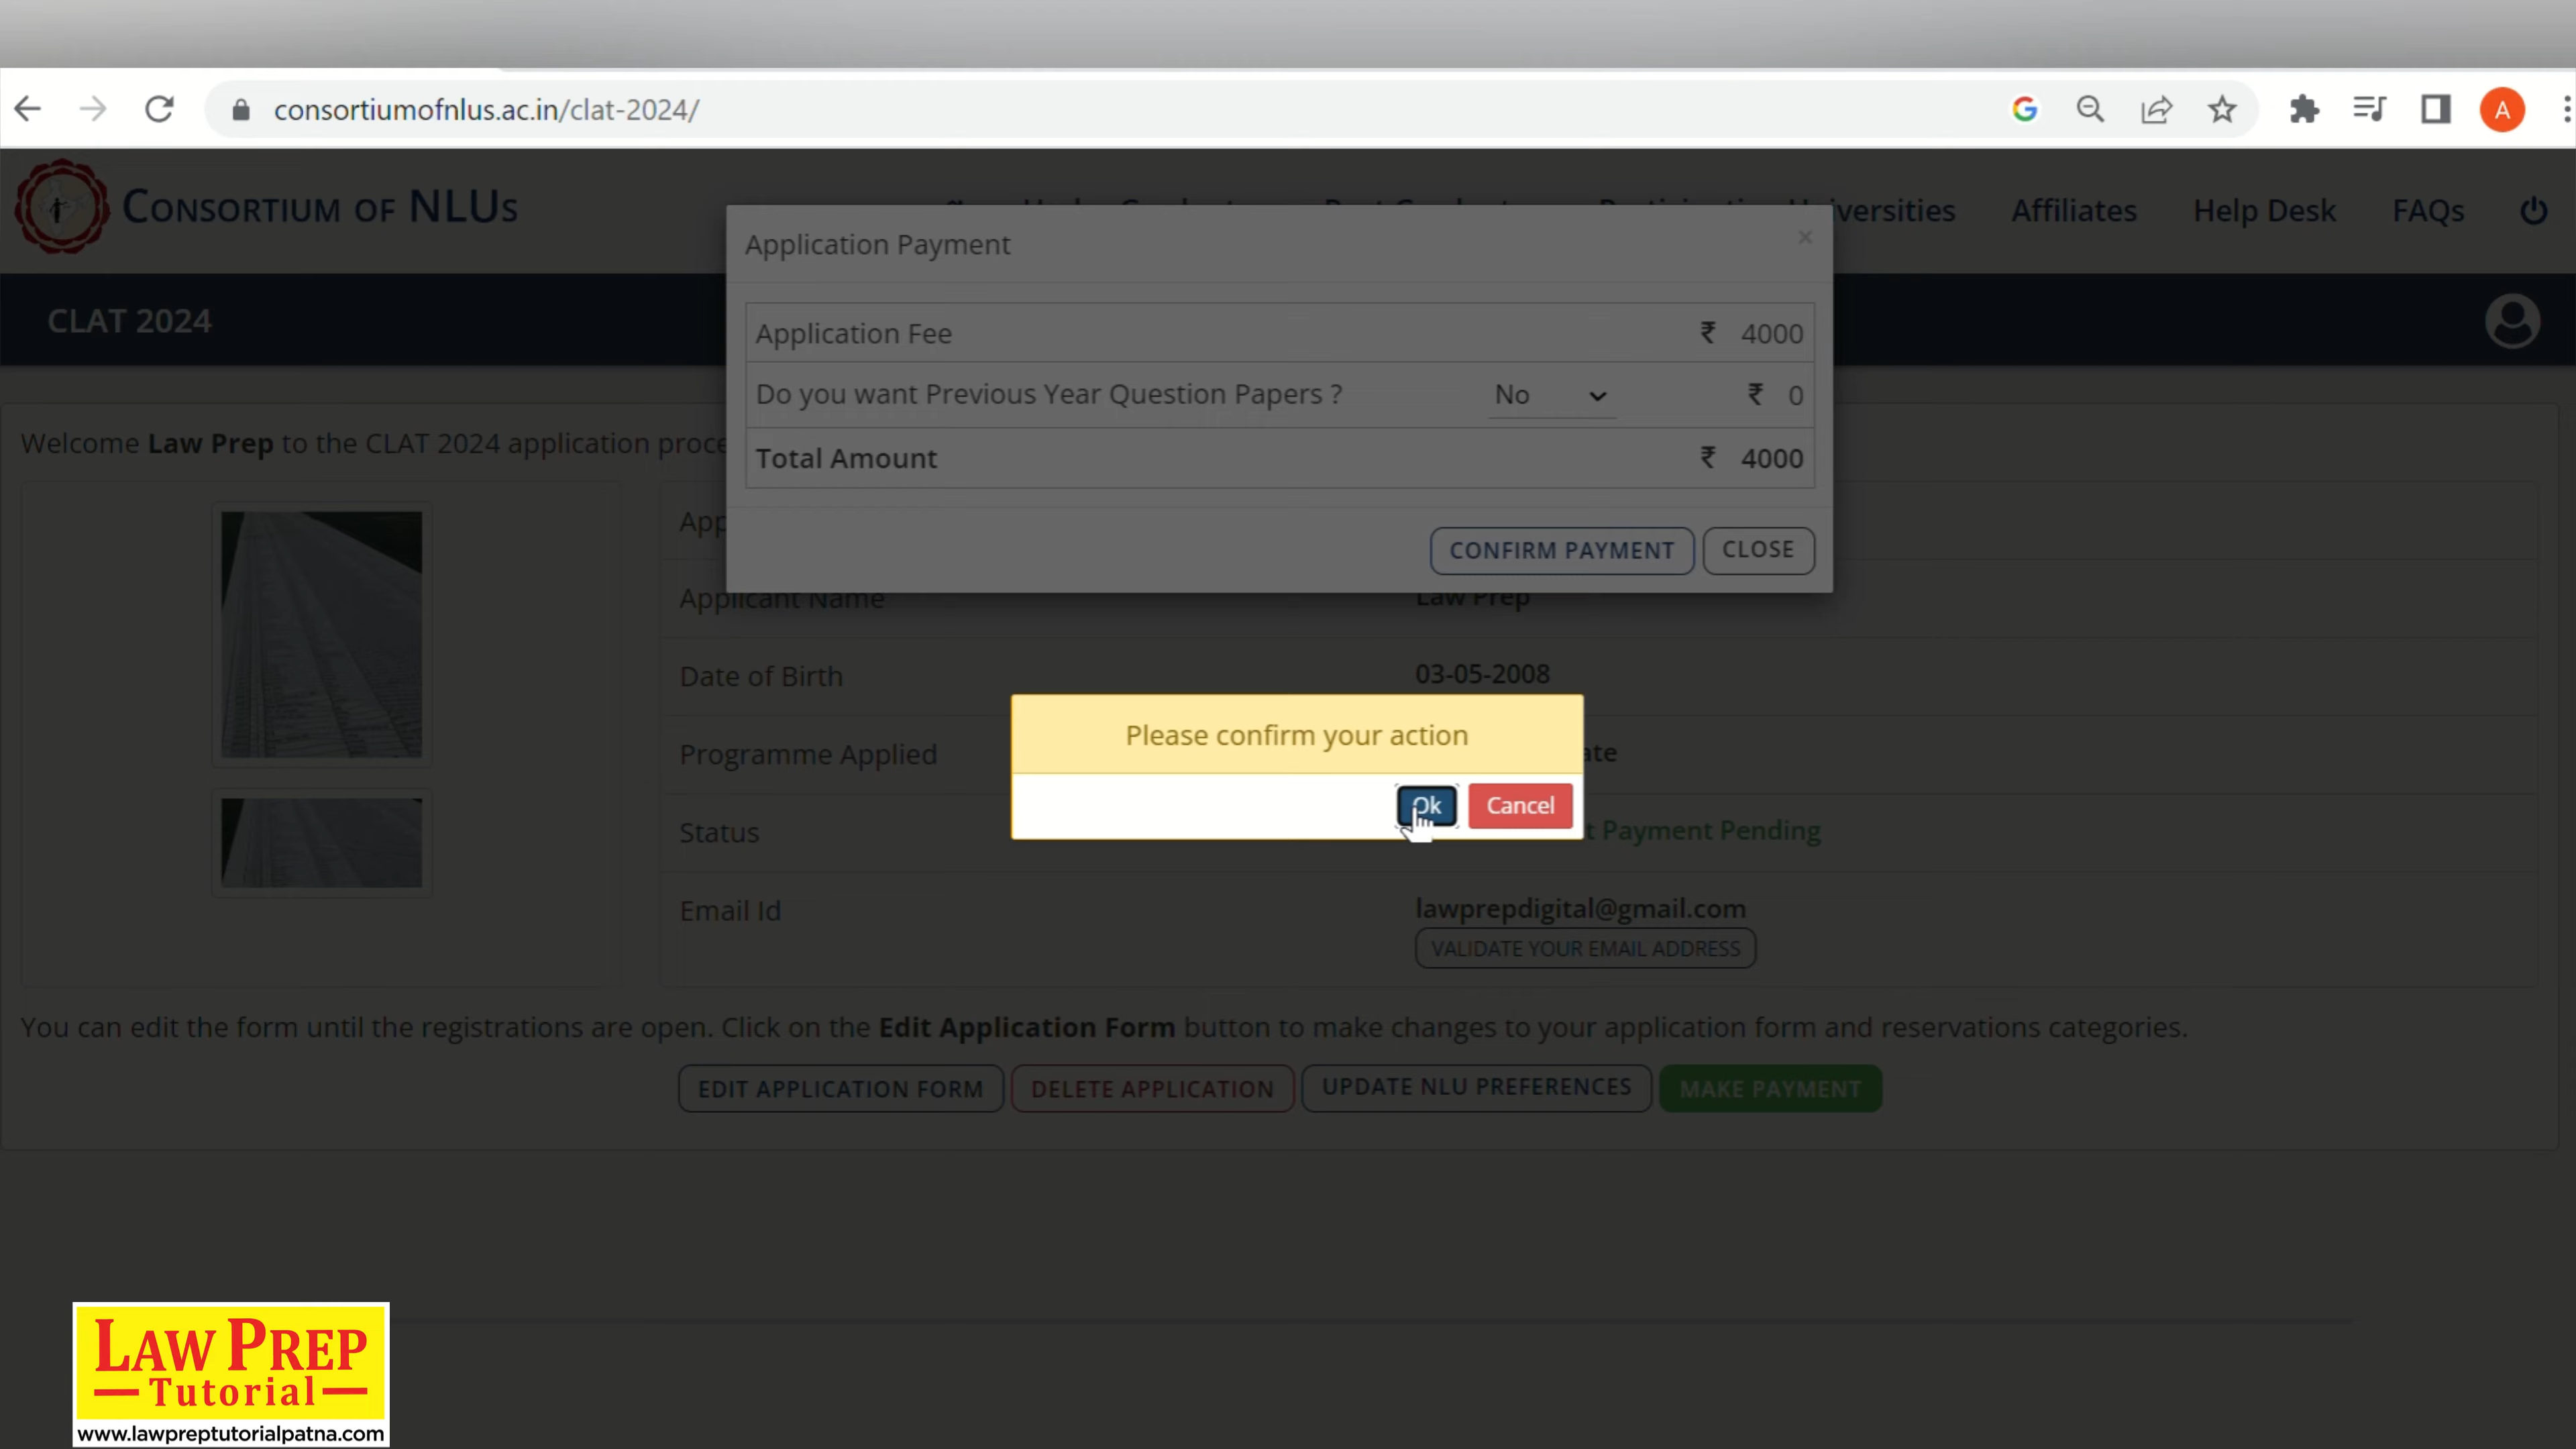 consortiumofnlus.ac.in/clat-2024/
A
CONSORTIUM OF NLUS
versities
Affiliates
Help Desk
FAQs
Application Payment
×
CLAT 2024
Application Fee ₹ 4000
Do you want Previous Year Question Papers ? No ₹ 0
Total Amount ₹ 4000
CONFIRM PAYMENT
CLOSE
Welcome Law Prep to the CLAT 2024 application proce
App
Applicant Name Law Prep
Date of Birth 03-05-2008
Programme Applied ate
Status t Payment Pending
Please confirm your action
Ok
Cancel
Email Id lawprepdigital@gmail.com
VALIDATE YOUR EMAIL ADDRESS
You can edit the form until the registrations are open. Click on the Edit Application Form button to make changes to your application form and reservations categories.
EDIT APPLICATION FORM
DELETE APPLICATION
UPDATE NLU PREFERENCES
MAKE PAYMENT
LAW PREP
Tutorial
www.lawpreptutorialpatna.com